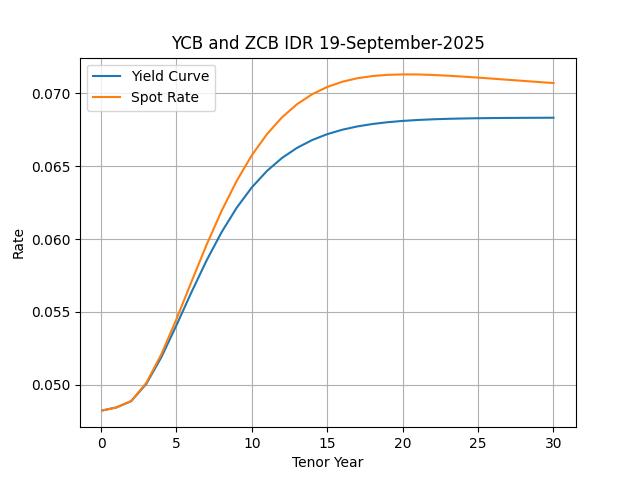 YCB and ZCB IDR 19-September-2025
Yield Curve
Spot Rate
0.070
0.065
0.060
0.055
0.050
Rate
0 5 10 15 20 25 30
Tenor Year